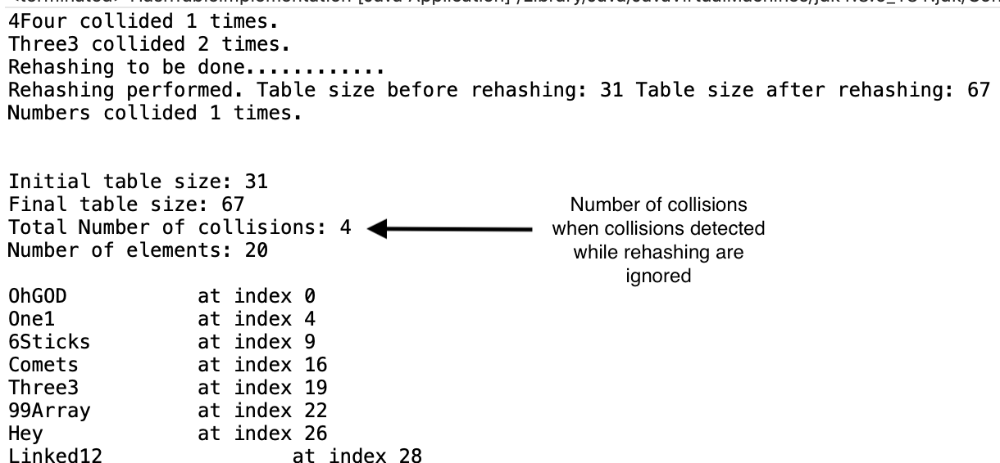 4Four collided 1 times.
Three3 collided 2 times.
Rehashing to be done............
Rehashing performed. Table size before rehashing: 31 Table size after rehashing: 67
Numbers collided 1 times.
Initial table size: 31
Final table size: 67
Total Number of collisions: 4
Number of elements: 20
Number of collisions
when collisions detected
while rehashing are
ignored
OhGOD at index 0
One1 at index 4
6Sticks at index 9
Comets at index 16
Three3 at index 19
99Array at index 22
Hey at index 26
Linked12 at index 28